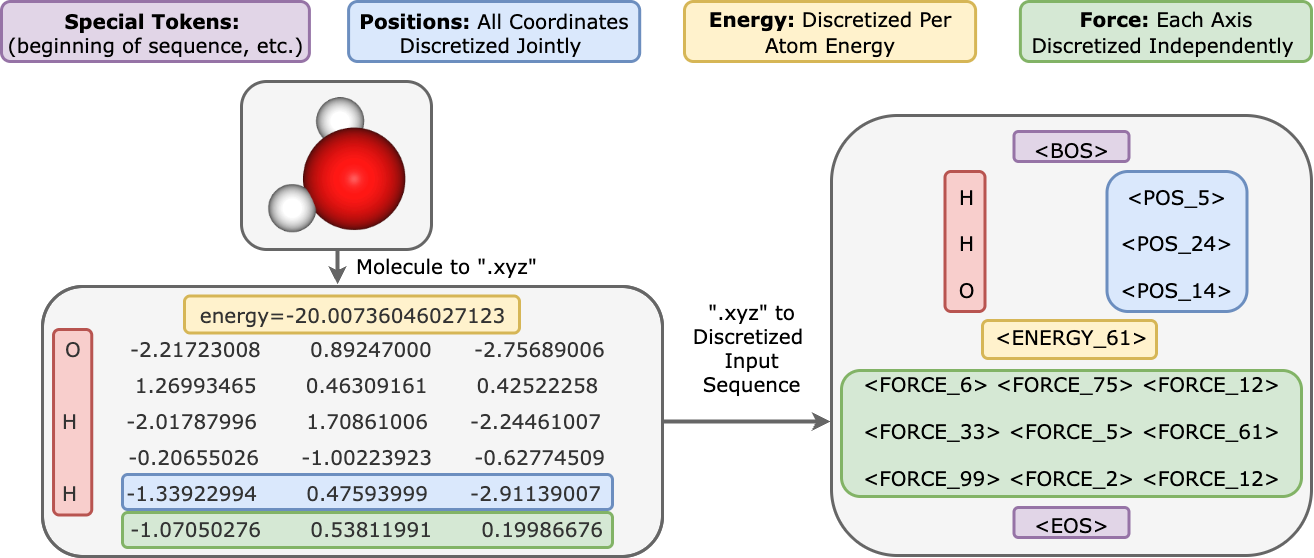 Special Tokens:
(beginning of sequence, etc.)
Positions: All Coordinates
Discretized Jointly
Energy: Discretized Per
Atom Energy
Force: Each Axis
Discretized Independently
Molecule to ".xyz"
energy=-20.00736046027123
O -2.21723008 0.89247000 -2.75689006
1.26993465 0.46309161 0.42522258
H -2.01787996 1.70861006 -2.24461007
-0.20655026 -1.00223923 -0.62774509
H -1.33922994 0.47593999 -2.91139007
-1.07050276 0.53811991 0.19986676
".xyz" to
Discretized
Input
Sequence
<BOS>
H <POS_5>
H <POS_24>
O <POS_14>
<ENERGY_61>
<FORCE_6> <FORCE_75> <FORCE_12>
<FORCE_33> <FORCE_5> <FORCE_61>
<FORCE_99> <FORCE_2> <FORCE_12>
<EOS>